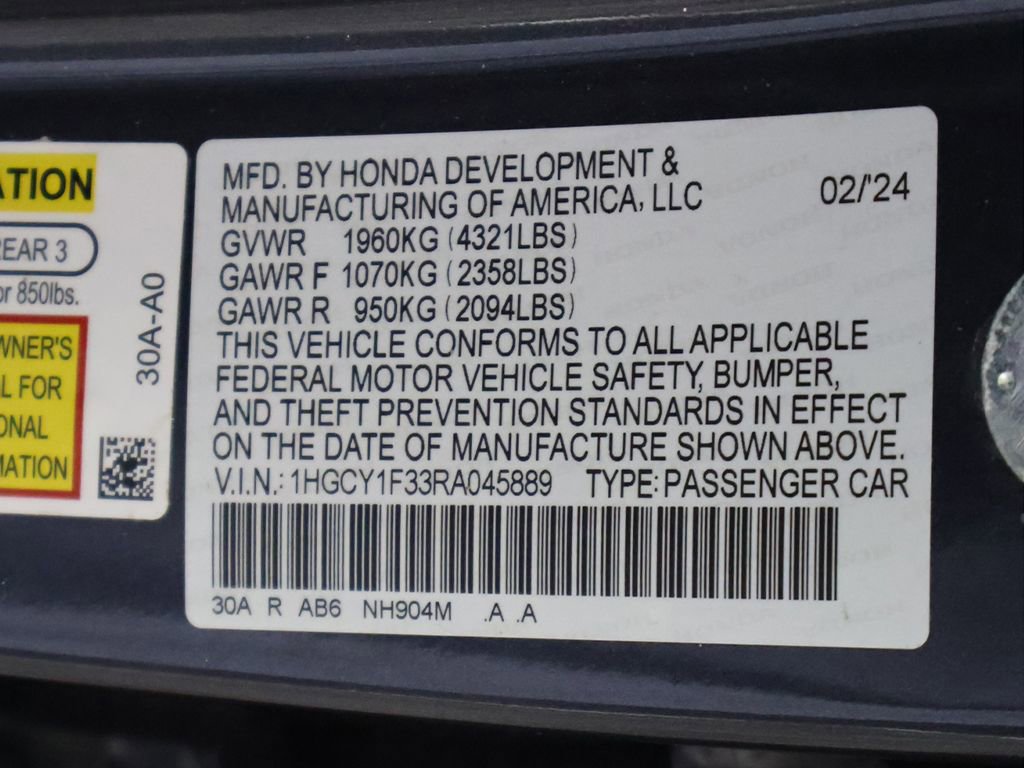 ATION
REAR 3
or 850lbs.
WNER'S
L FOR
ONAL
MATION
30A-A0
MFD. BY HONDA DEVELOPMENT &
MANUFACTURING OF AMERICA, LLC 02/'24
GVWR 1960KG (4321LBS)
GAWR F 1070KG (2358LBS)
GAWR R 950KG (2094LBS)
THIS VEHICLE CONFORMS TO ALL APPLICABLE
FEDERAL MOTOR VEHICLE SAFETY, BUMPER,
AND THEFT PREVENTION STANDARDS IN EFFECT
ON THE DATE OF MANUFACTURE SHOWN ABOVE.
V.I.N.: 1HGCY1F33RA045889 TYPE: PASSENGER CAR
30A R AB6 NH904M .A .A